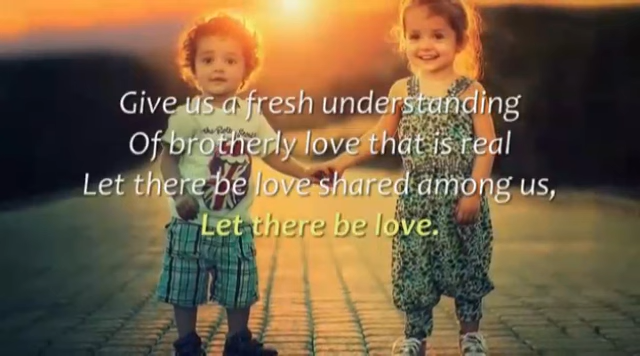 Give us a fresh understanding
Of brotherly love that is real
Let there be love shared among us,
Let there be love.